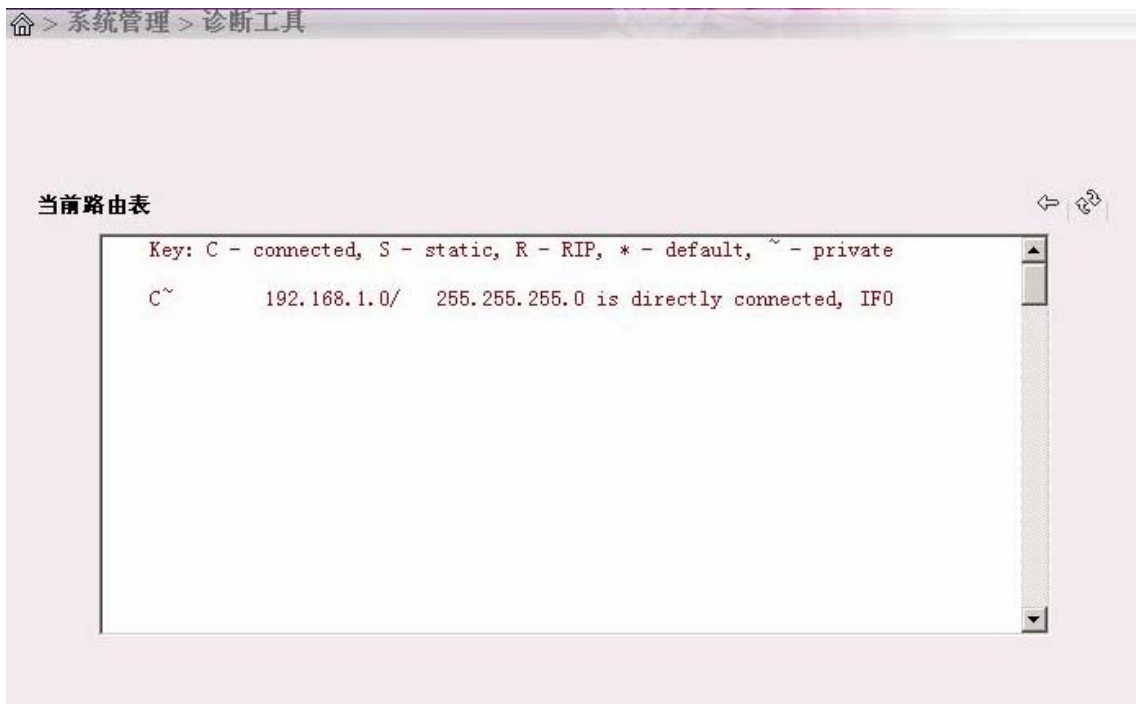 > 系统管理 > 诊断工具
当前路由表
Key: C - connected, S - static, R - RIP, * - default, ~ - private
C~ 192.168.1.0/ 255.255.255.0 is directly connected, IF0